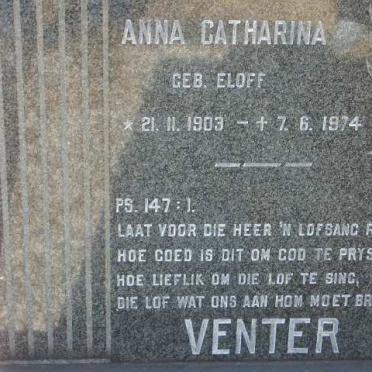 ANNA CATHARINA
GEB. ELOFF
* 21. 11. 1903 - + 7. 6. 1974
PS. 147 : 1.
LAAT VOOR DIE HEER 'N LOFSANG
HOE GOED IS DIT OM GOD TE PRYS
HOE LIEFLIK OM DIE LOF TE SING,
DIE LOF WAT ONS AAN HOM MOET
VENTER